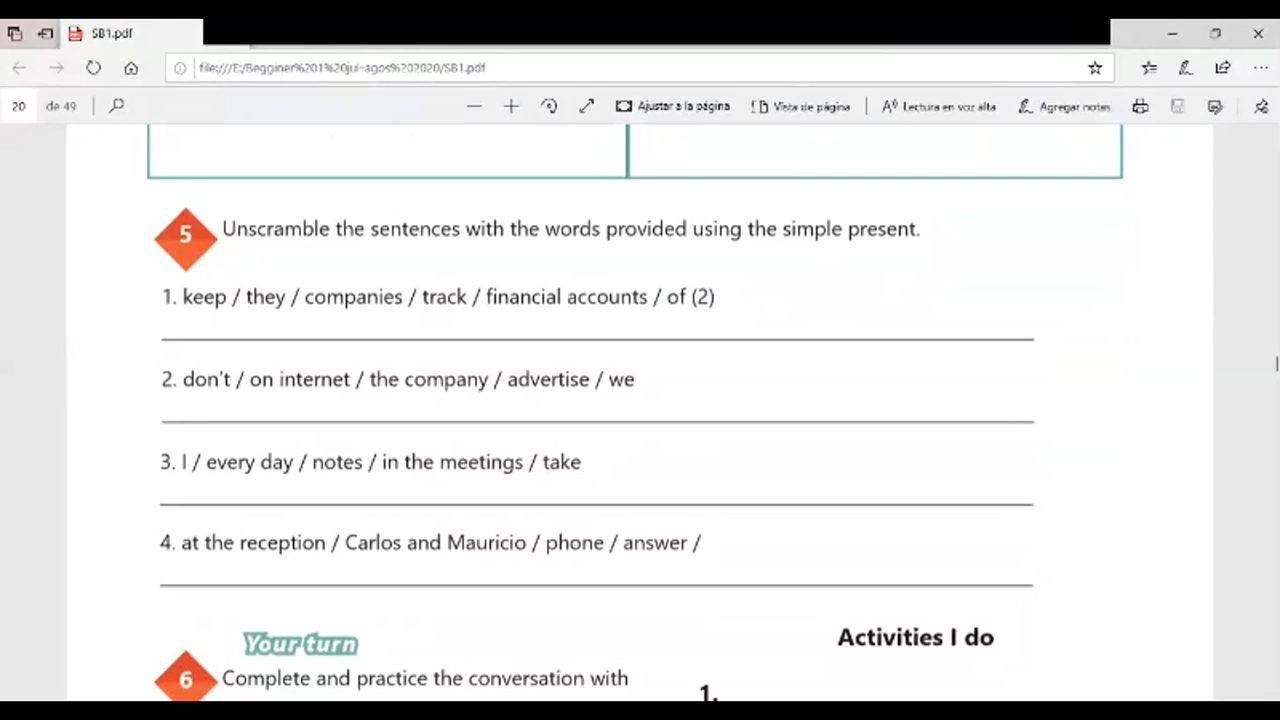 SB1.pdf
file:///E:/Begginer%201%20jul-agos%202020/SB1.pdf
20 de 49
Ajustar a la página
Vista de página
Lectura en voz alta
Agregar notas
5
Unscramble the sentences with the words provided using the simple present.
1. keep / they / companies / track / financial accounts / of (2)
2. don't / on internet / the company / advertise / we
3. I / every day / notes / in the meetings / take
4. at the reception / Carlos and Mauricio / phone / answer /
Your turn
Activities I do
6
Complete and practice the conversation with
1.